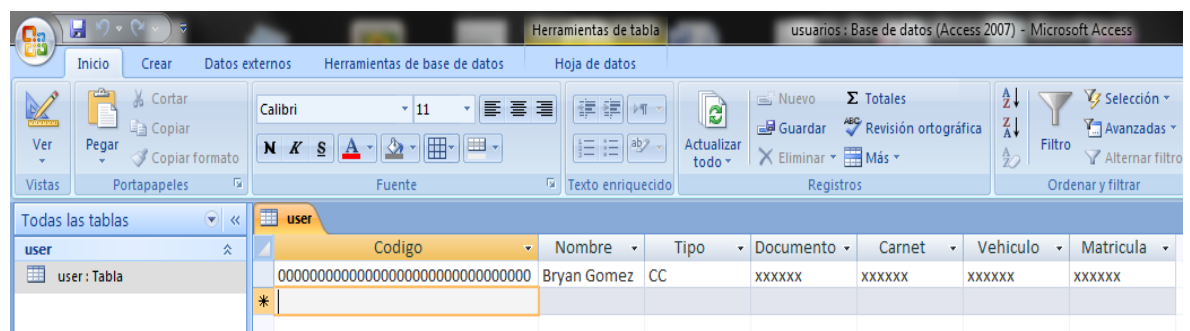 Herramientas de tabla usuarios : Base de datos (Access 2007) - Microsoft Access
Inicio Crear Datos externos Herramientas de base de datos Hoja de datos
Ver
Vistas
Pegar
Cortar
Copiar
Copiar formato
Portapapeles
Calibri 11
N K S A
Fuente
Texto enriquecido
Actualizar
todo
Nuevo Σ Totales
Guardar Revisión ortográfica
Eliminar Más
Registros
Filtro
Selección
Avanzadas
Alternar filtro
Ordenar y filtrar
Todas las tablas «
user
user : Tabla
user
Codigo Nombre Tipo Documento Carnet Vehiculo Matricula
00000000000000000000000000000000 Bryan Gomez CC xxxxxx xxxxxx xxxxxx xxxxxx